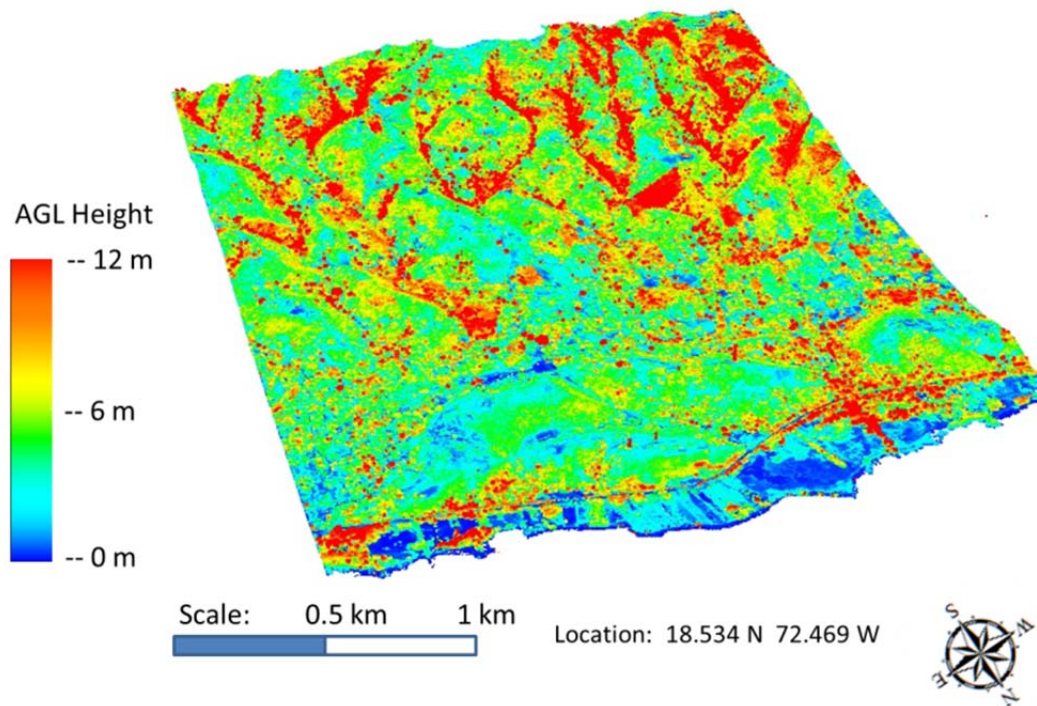 AGL Height
-- 12 m
-- 6 m
-- 0 m
Scale: 0.5 km 1 km
Location: 18.534 N 72.469 W
S
W
E
N